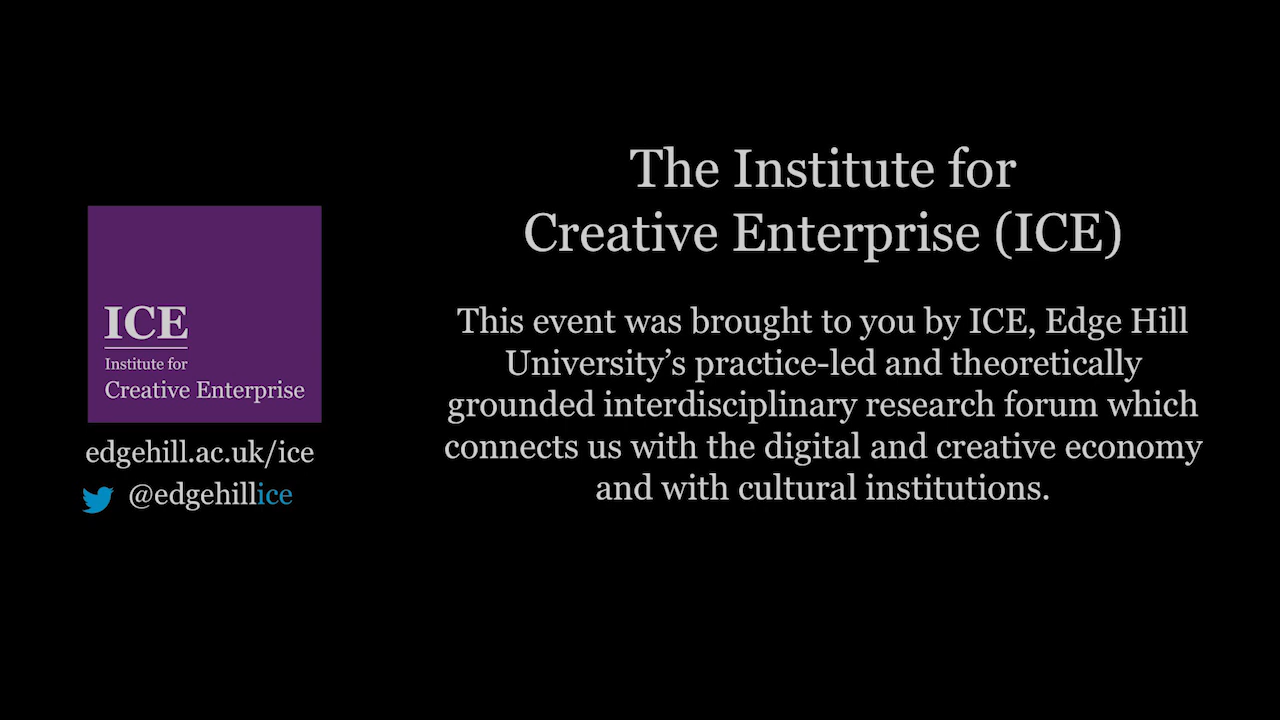 ICE
Institute for
Creative Enterprise
edgehill.ac.uk/ice
@edgehillice
The Institute for
Creative Enterprise (ICE)
This event was brought to you by ICE, Edge Hill
University’s practice-led and theoretically
grounded interdisciplinary research forum which
connects us with the digital and creative economy
and with cultural institutions.